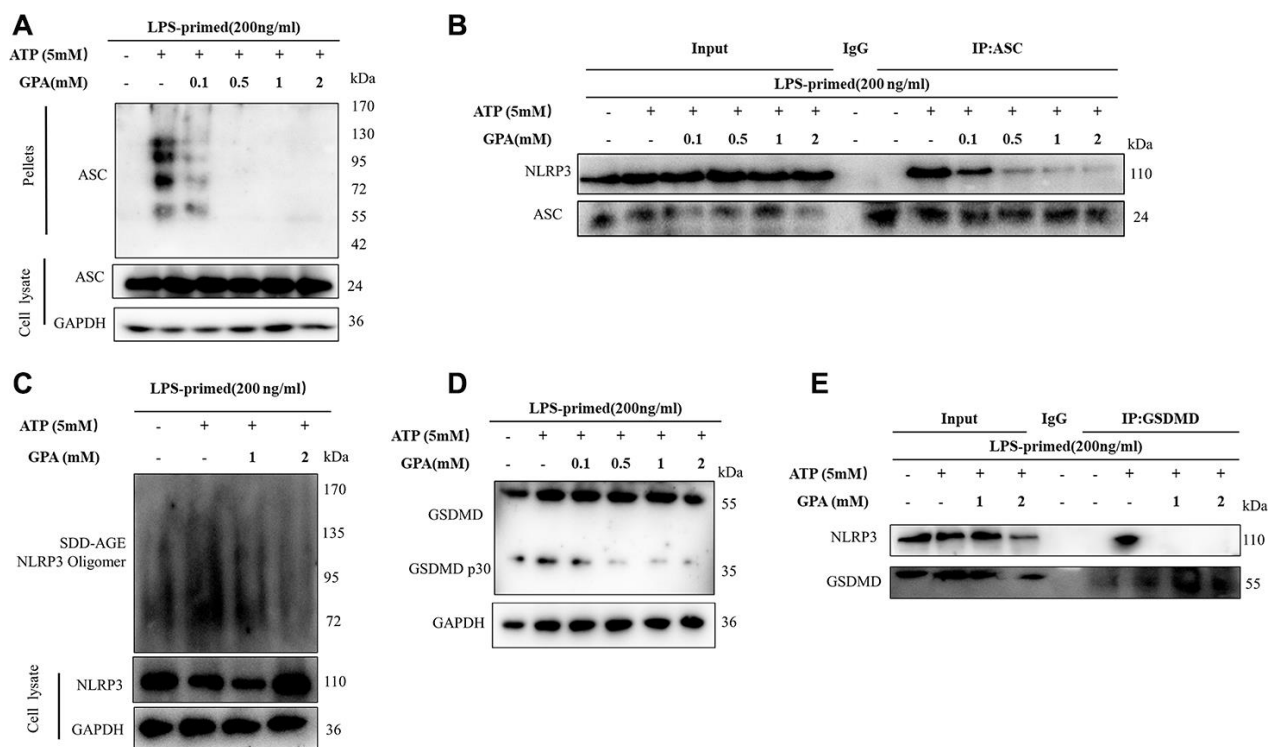 A
LPS-primed(200ng/ml)
ATP (5mM) - + + + + +
GPA(mM) - - 0.1 0.5 1 2 kDa
Pellets
ASC
170
130
95
72
55
42
Cell lysate
ASC 24
GAPDH 36
B
Input IgG IP:ASC
LPS-primed(200 ng/ml)
ATP (5mM) - + + + + + - - + + + + +
GPA(mM) - - 0.1 0.5 1 2 - - - 0.1 0.5 1 2 kDa
NLRP3 110
ASC 24
C
LPS-primed(200 ng/ml)
ATP (5mM) - + + +
GPA (mM) - - 1 2 kDa
SDD-AGE
NLRP3 Oligomer
170
135
95
72
Cell lysate
NLRP3 110
GAPDH 36
D
LPS-primed(200ng/ml)
ATP (5mM) - + + + + +
GPA(mM) - - 0.1 0.5 1 2 kDa
GSDMD 55
GSDMD p30 35
GAPDH 36
E
Input IgG IP:GSDMD
LPS-primed(200ng/ml)
ATP (5mM) - + + + - - + + +
GPA (mM) - - 1 2 - - - 1 2 kDa
NLRP3 110
GSDMD 55